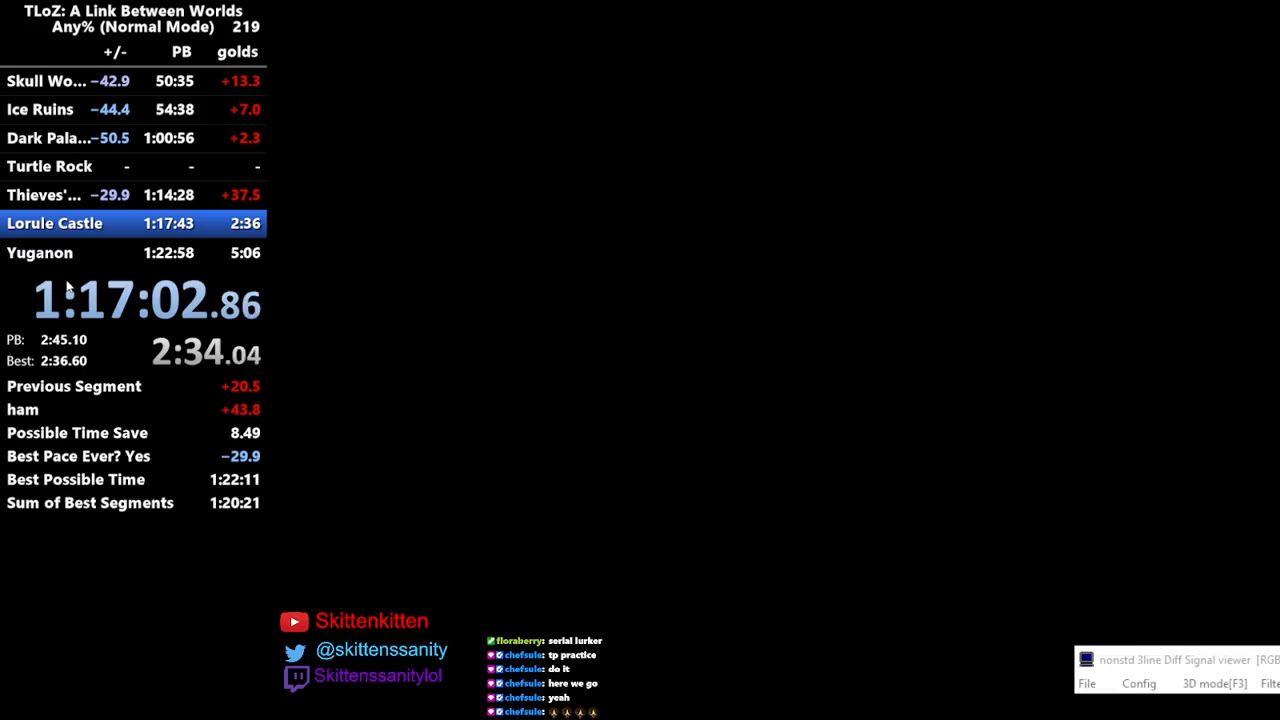 TLoZ: A Link Between Worlds
Any% (Normal Mode) 219
+/- PB golds
Skull Wo... −42.9 50:35 +13.3
Ice Ruins −44.4 54:38 +7.0
Dark Pala... −50.5 1:00:56 +2.3
Turtle Rock - - -
Thieves'... −29.9 1:14:28 +37.5
Lorule Castle 1:17:43 2:36
Yuganon 1:22:58 5:06
1:17:02.86
PB: 2:45.10
Best: 2:36.60
2:34.04
Previous Segment +20.5
ham +43.8
Possible Time Save 8.49
Best Pace Ever? Yes −29.9
Best Possible Time 1:22:11
Sum of Best Segments 1:20:21
Skittenkitten
@skittenssanity
Skittenssanitylol
floraberry: serial lurker
chefsule: tp practice
chefsule: do it
chefsule: here we go
chefsule: yeah
chefsule:
nonstd 3line Diff Signal viewer [RGB
File Config 3D mode[F3] Filte